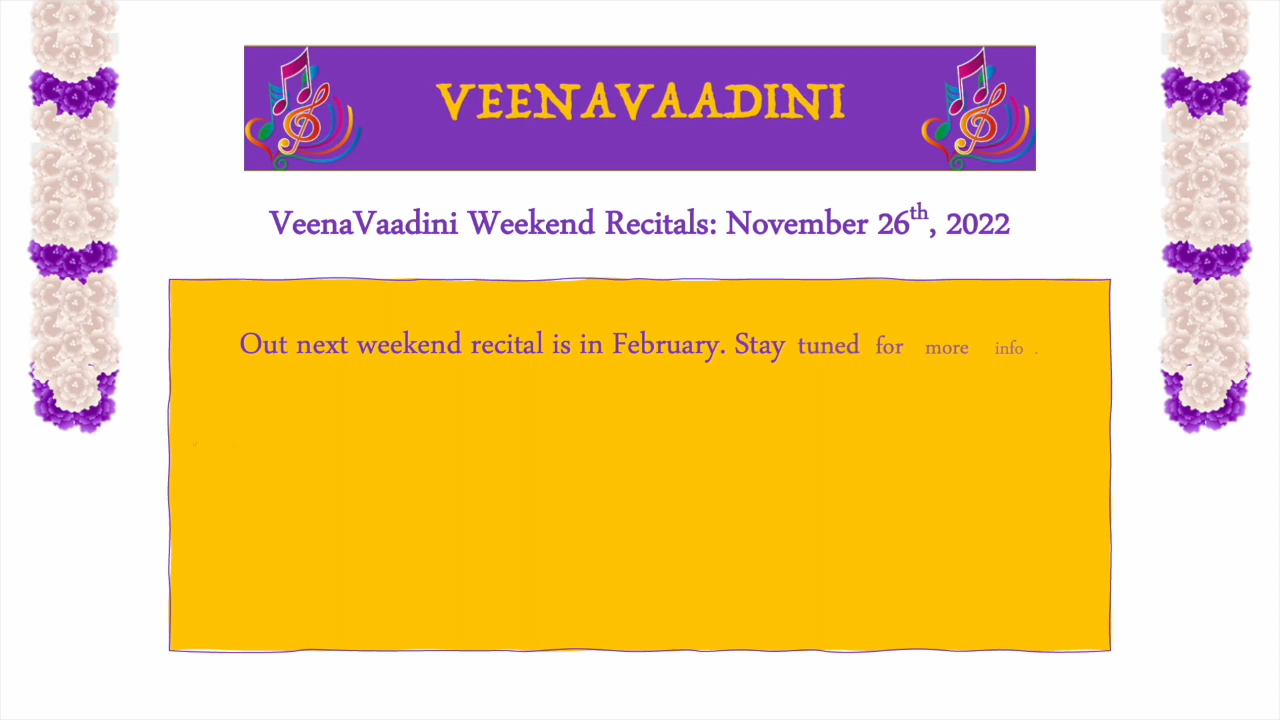 VEENAVAADINI
VeenaVaadini Weekend Recitals: November 26th, 2022
Out next weekend recital is in February. Stay tuned for more info .